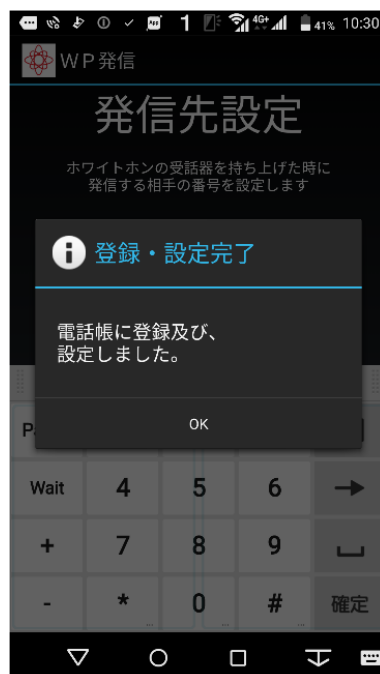 1 4G+ 41% 10:30
WP発信
発信先設定
ホワイトホンの受話器を持ち上げた時に
発信する相手の番号を設定します
登録・設定完了
電話帳に登録及び、
設定しました。
OK
Wait 4 5 6
+ 7 8 9
- * 0 # 確定